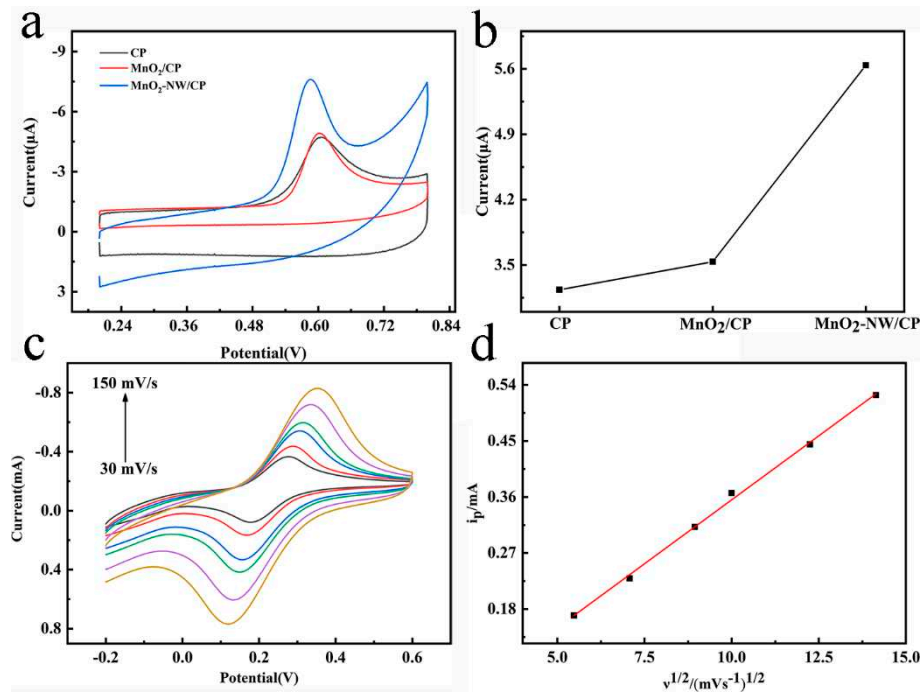 a
-9
-6
-3
0
3
Current(μA)
CP
MnO₂/CP
MnO₂-NW/CP
0.24 0.36 0.48 0.60 0.72 0.84
Potential(V)
b
5.6
4.9
4.2
3.5
Current(μA)
CP MnO₂/CP MnO₂-NW/CP
c
-0.8
-0.4
0.0
0.4
0.8
Current(mA)
150 mV/s
30 mV/s
-0.2 0.0 0.2 0.4 0.6
Potential(V)
d
0.54
0.45
0.36
0.27
0.18
iₚ/mA
5.0 7.5 10.0 12.5 15.0
ν¹ᐟ²/(mVs⁻¹)¹ᐟ²